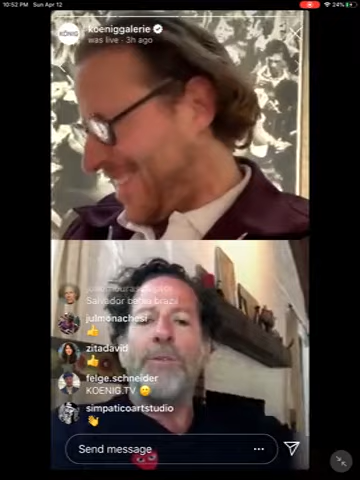 10:52 PM Sun Apr 12
24%
KÖNIG
koeniggalerie
was live · 3h ago
Salvador bahia brazil
julmonachesi
👍
zitadavid
👍
feige.schneider
KOENIG.TV 🙂
simpaticoartstudio
👋
Send message